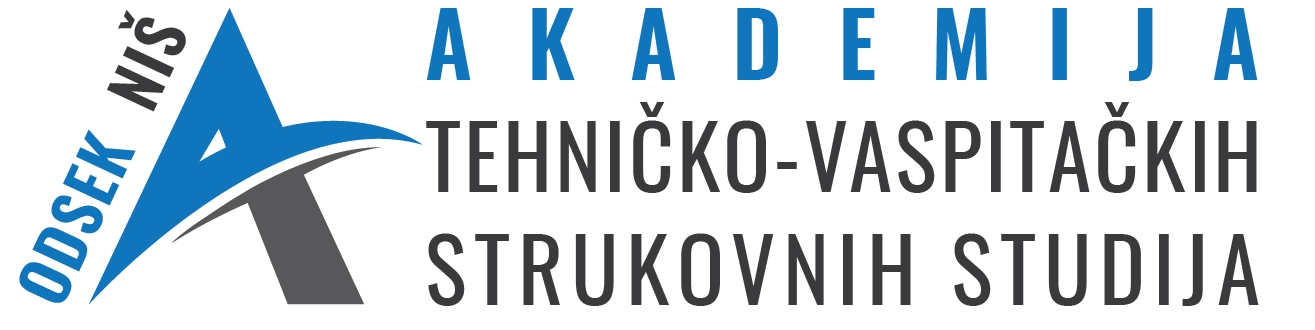 ODSEK NIŠ
AKADEMIJA
TEHNIČKO-VASPITAČKIH
STRUKOVNIH STUDIJA